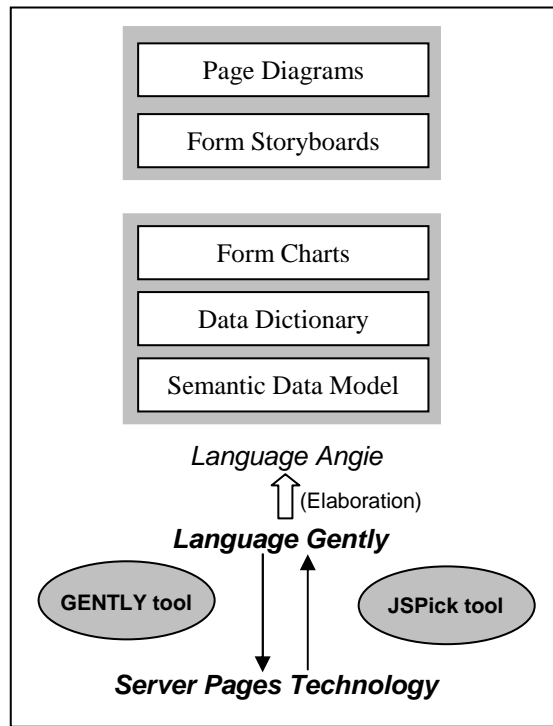 Page Diagrams
Form Storyboards
Form Charts
Data Dictionary
Semantic Data Model
Language Angie
(Elaboration)
Language Gently
GENTLY tool
JSPick tool
Server Pages Technology